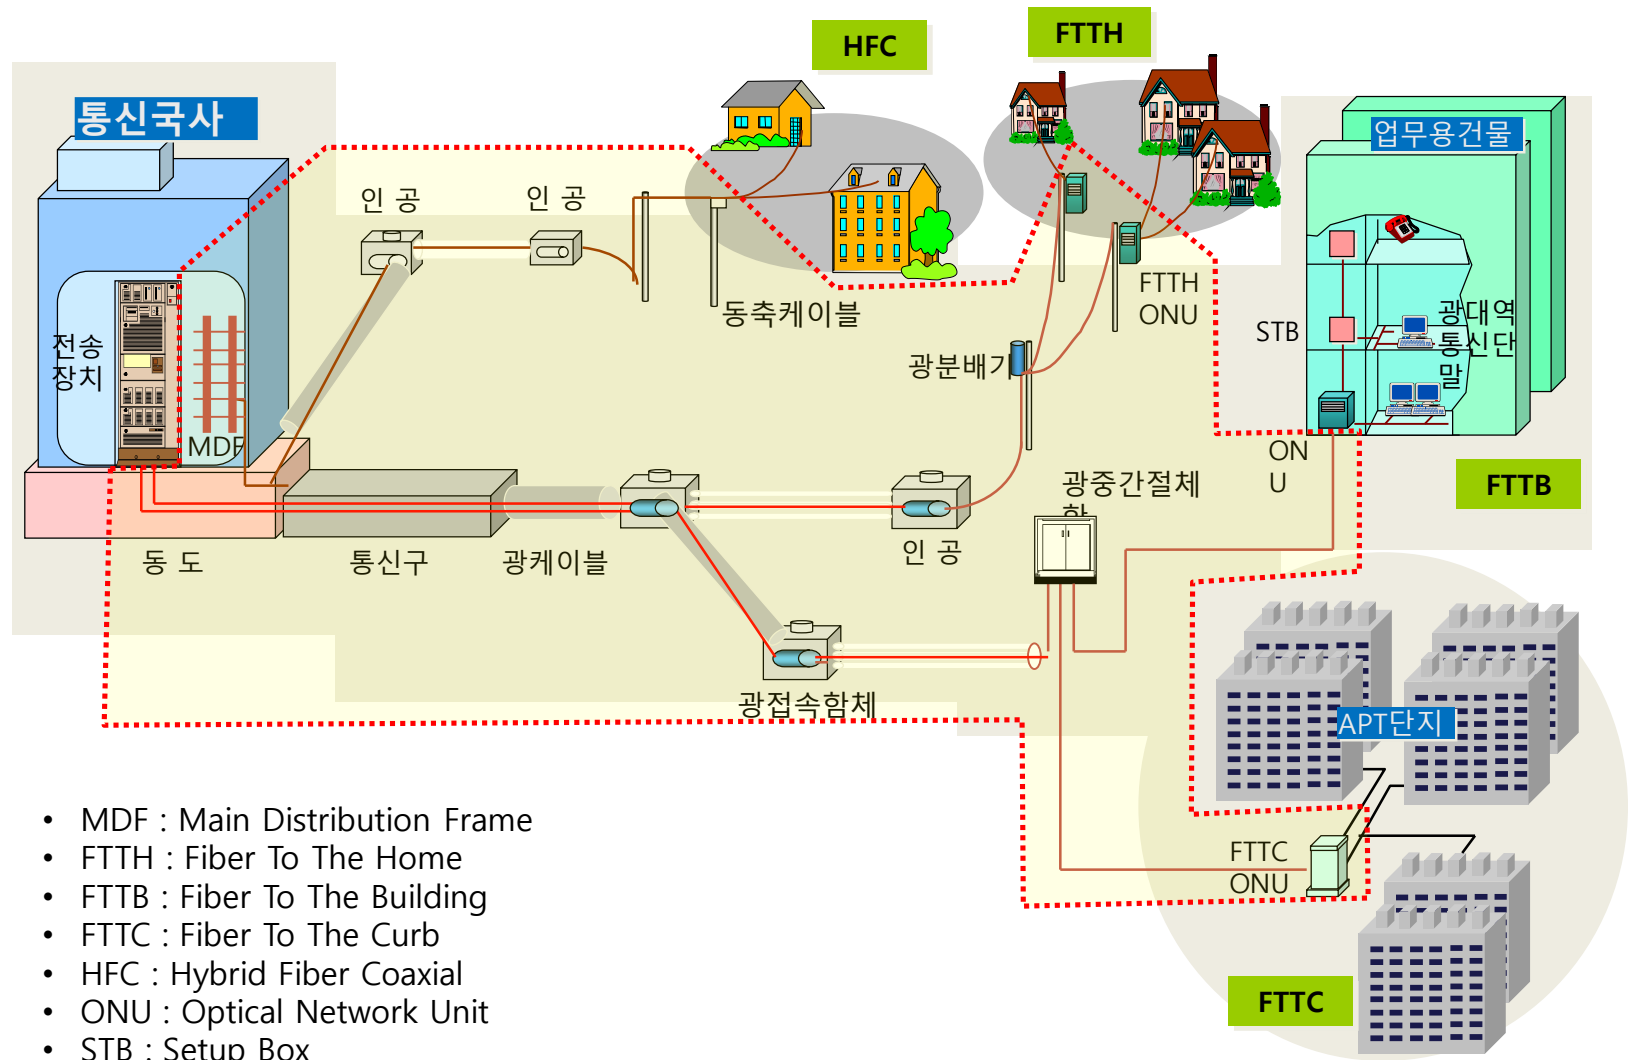 HFC
FTTH
통신국사
업무용건물
인 공
인 공
FTTH
ONU
동축케이블
STB
광대역
통신단
말
전송
장치
광분배기
MDF
ON
U
광중간절체
함
FTTB
인 공
동 도
통신구
광케이블
광접속함체
APT단지
FTTC
ONU
FTTC
• MDF : Main Distribution Frame
• FTTH : Fiber To The Home
• FTTB : Fiber To The Building
• FTTC : Fiber To The Curb
• HFC : Hybrid Fiber Coaxial
• ONU : Optical Network Unit
• STB : Setup Box